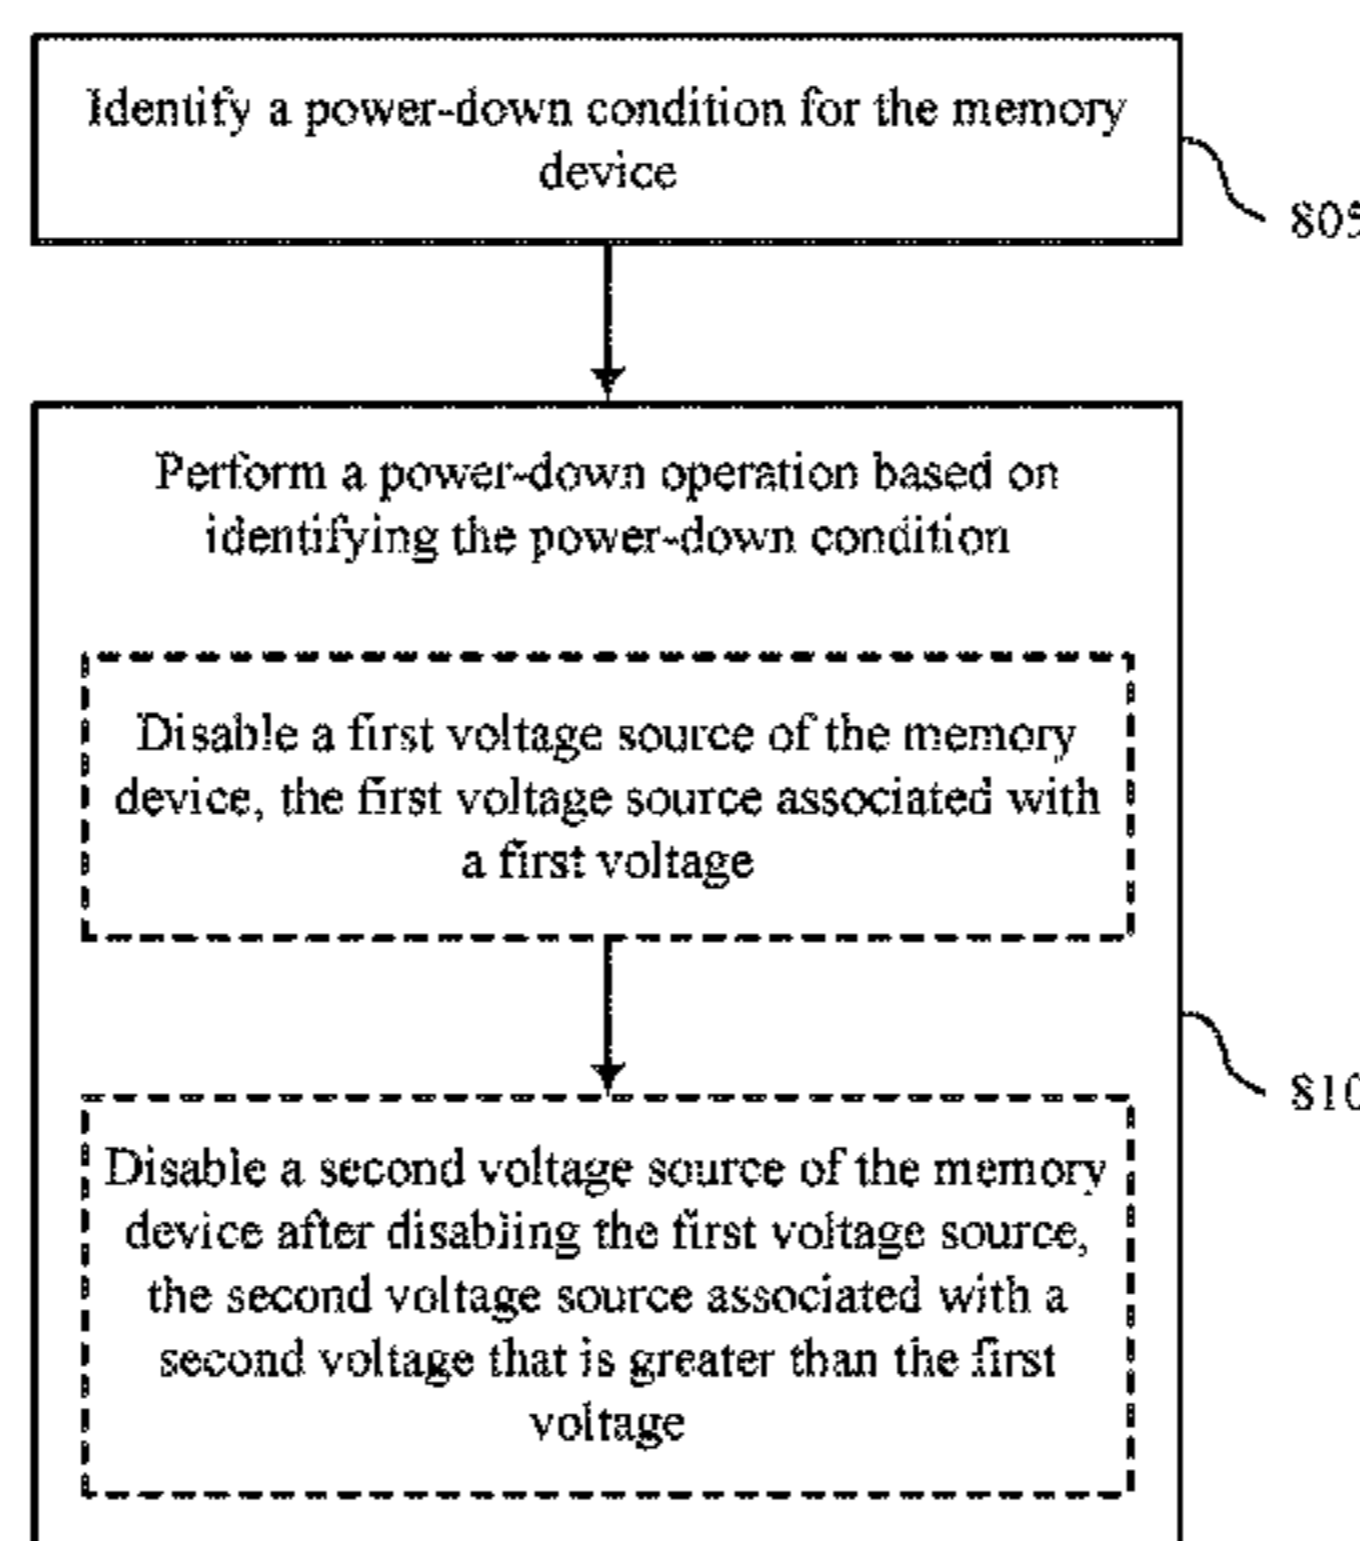 Identify a power-down condition for the memory
device
805
Perform a power-down operation based on
identifying the power-down condition
Disable a first voltage source of the memory
device, the first voltage source associated with
a first voltage
810
Disable a second voltage source of the memory
device after disabling the first voltage source,
the second voltage source associated with a
second voltage that is greater than the first
voltage